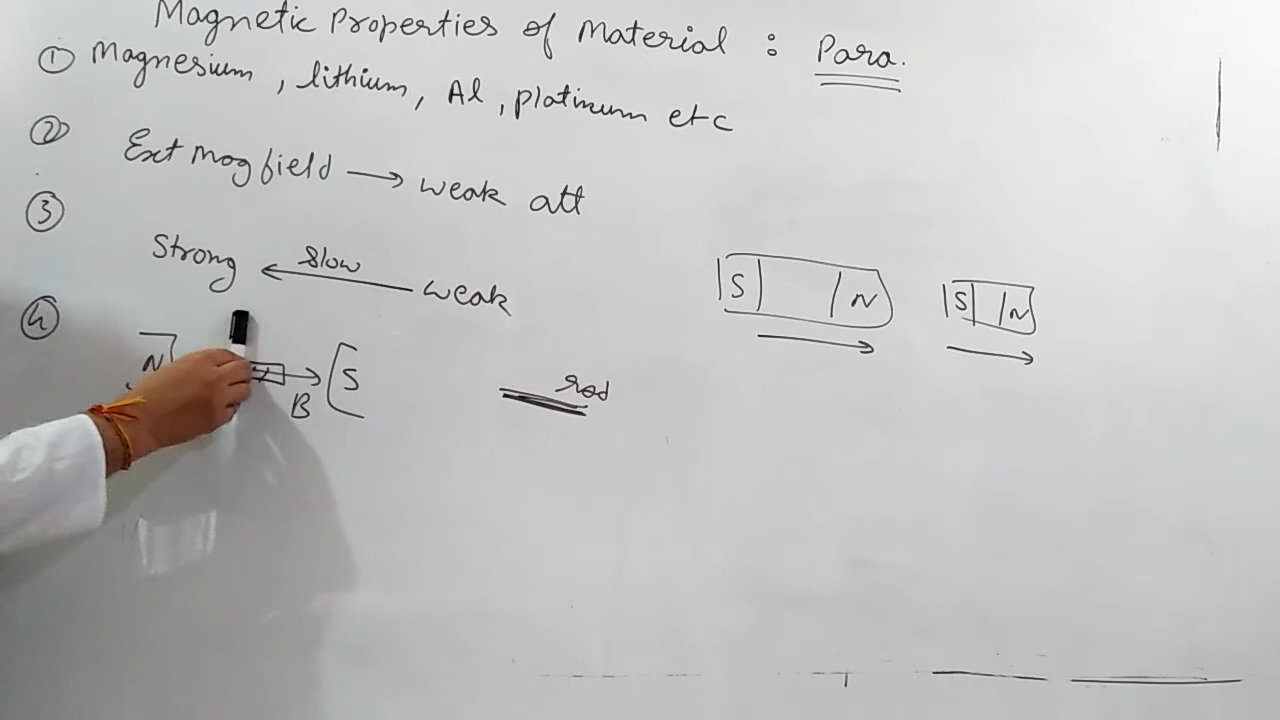 Magnetic Properties of Material : Para.
① Magnesium, lithium, Al, platinum etc
② Ext mag field → weak att
③ Strong ← slow weak
④ N B S
rod
S N
S N